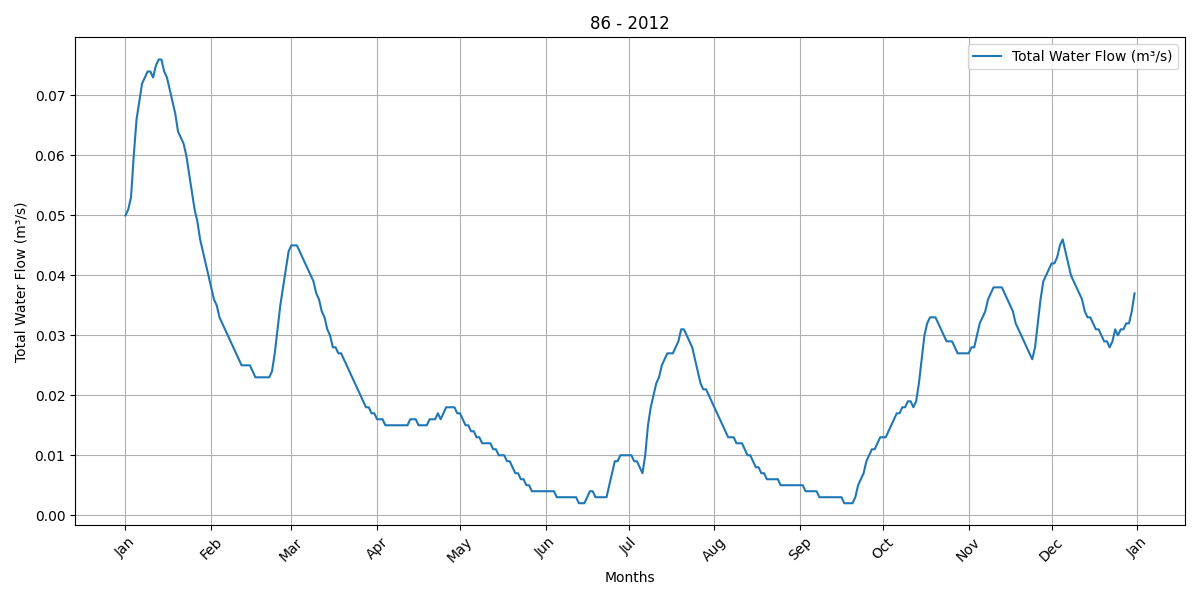 86 - 2012
Total Water Flow (m³/s)
Total Water Flow (m³/s)
0.07
0.06
0.05
0.04
0.03
0.02
0.01
0.00
Jan
Feb
Mar
Apr
May
Jun
Jul
Aug
Sep
Oct
Nov
Dec
Jan
Months